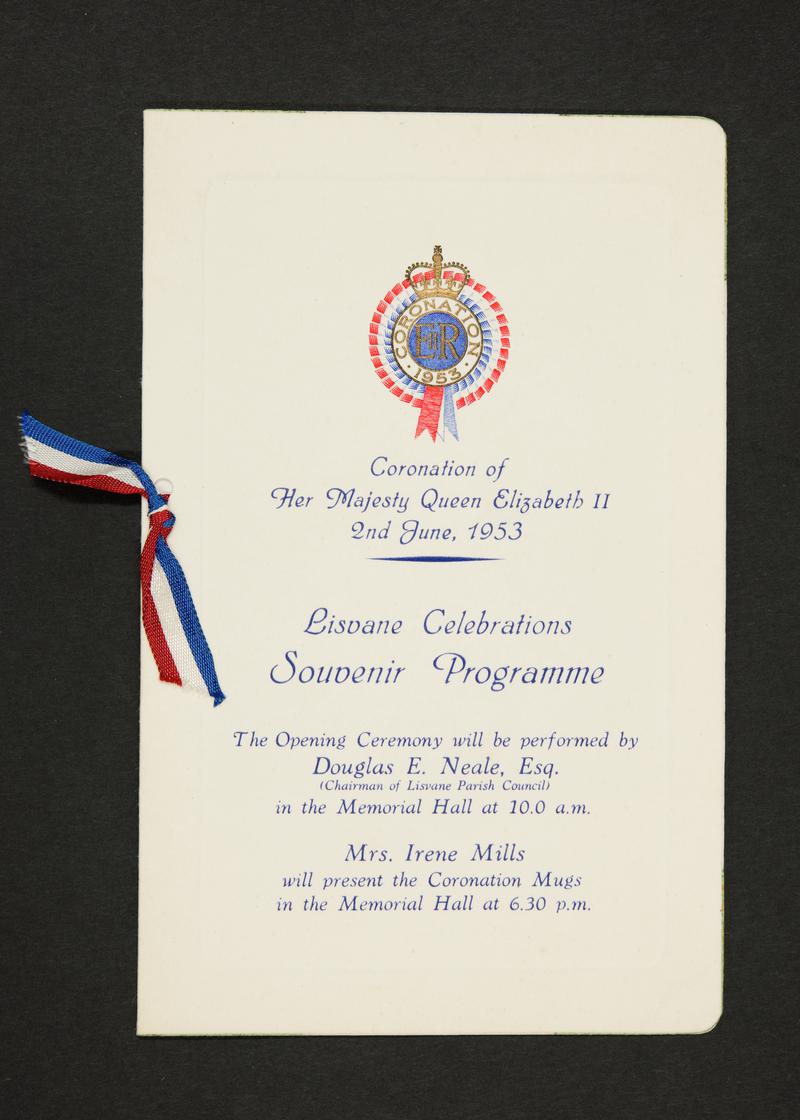 CORONATION
EIIR
· 1953 ·
Coronation of
Her Majesty Queen Elizabeth II
2nd June, 1953
Lisvane Celebrations
Souvenir Programme
The Opening Ceremony will be performed by
Douglas E. Neale, Esq.
(Chairman of Lisvane Parish Council)
in the Memorial Hall at 10.0 a.m.
Mrs. Irene Mills
will present the Coronation Mugs
in the Memorial Hall at 6.30 p.m.